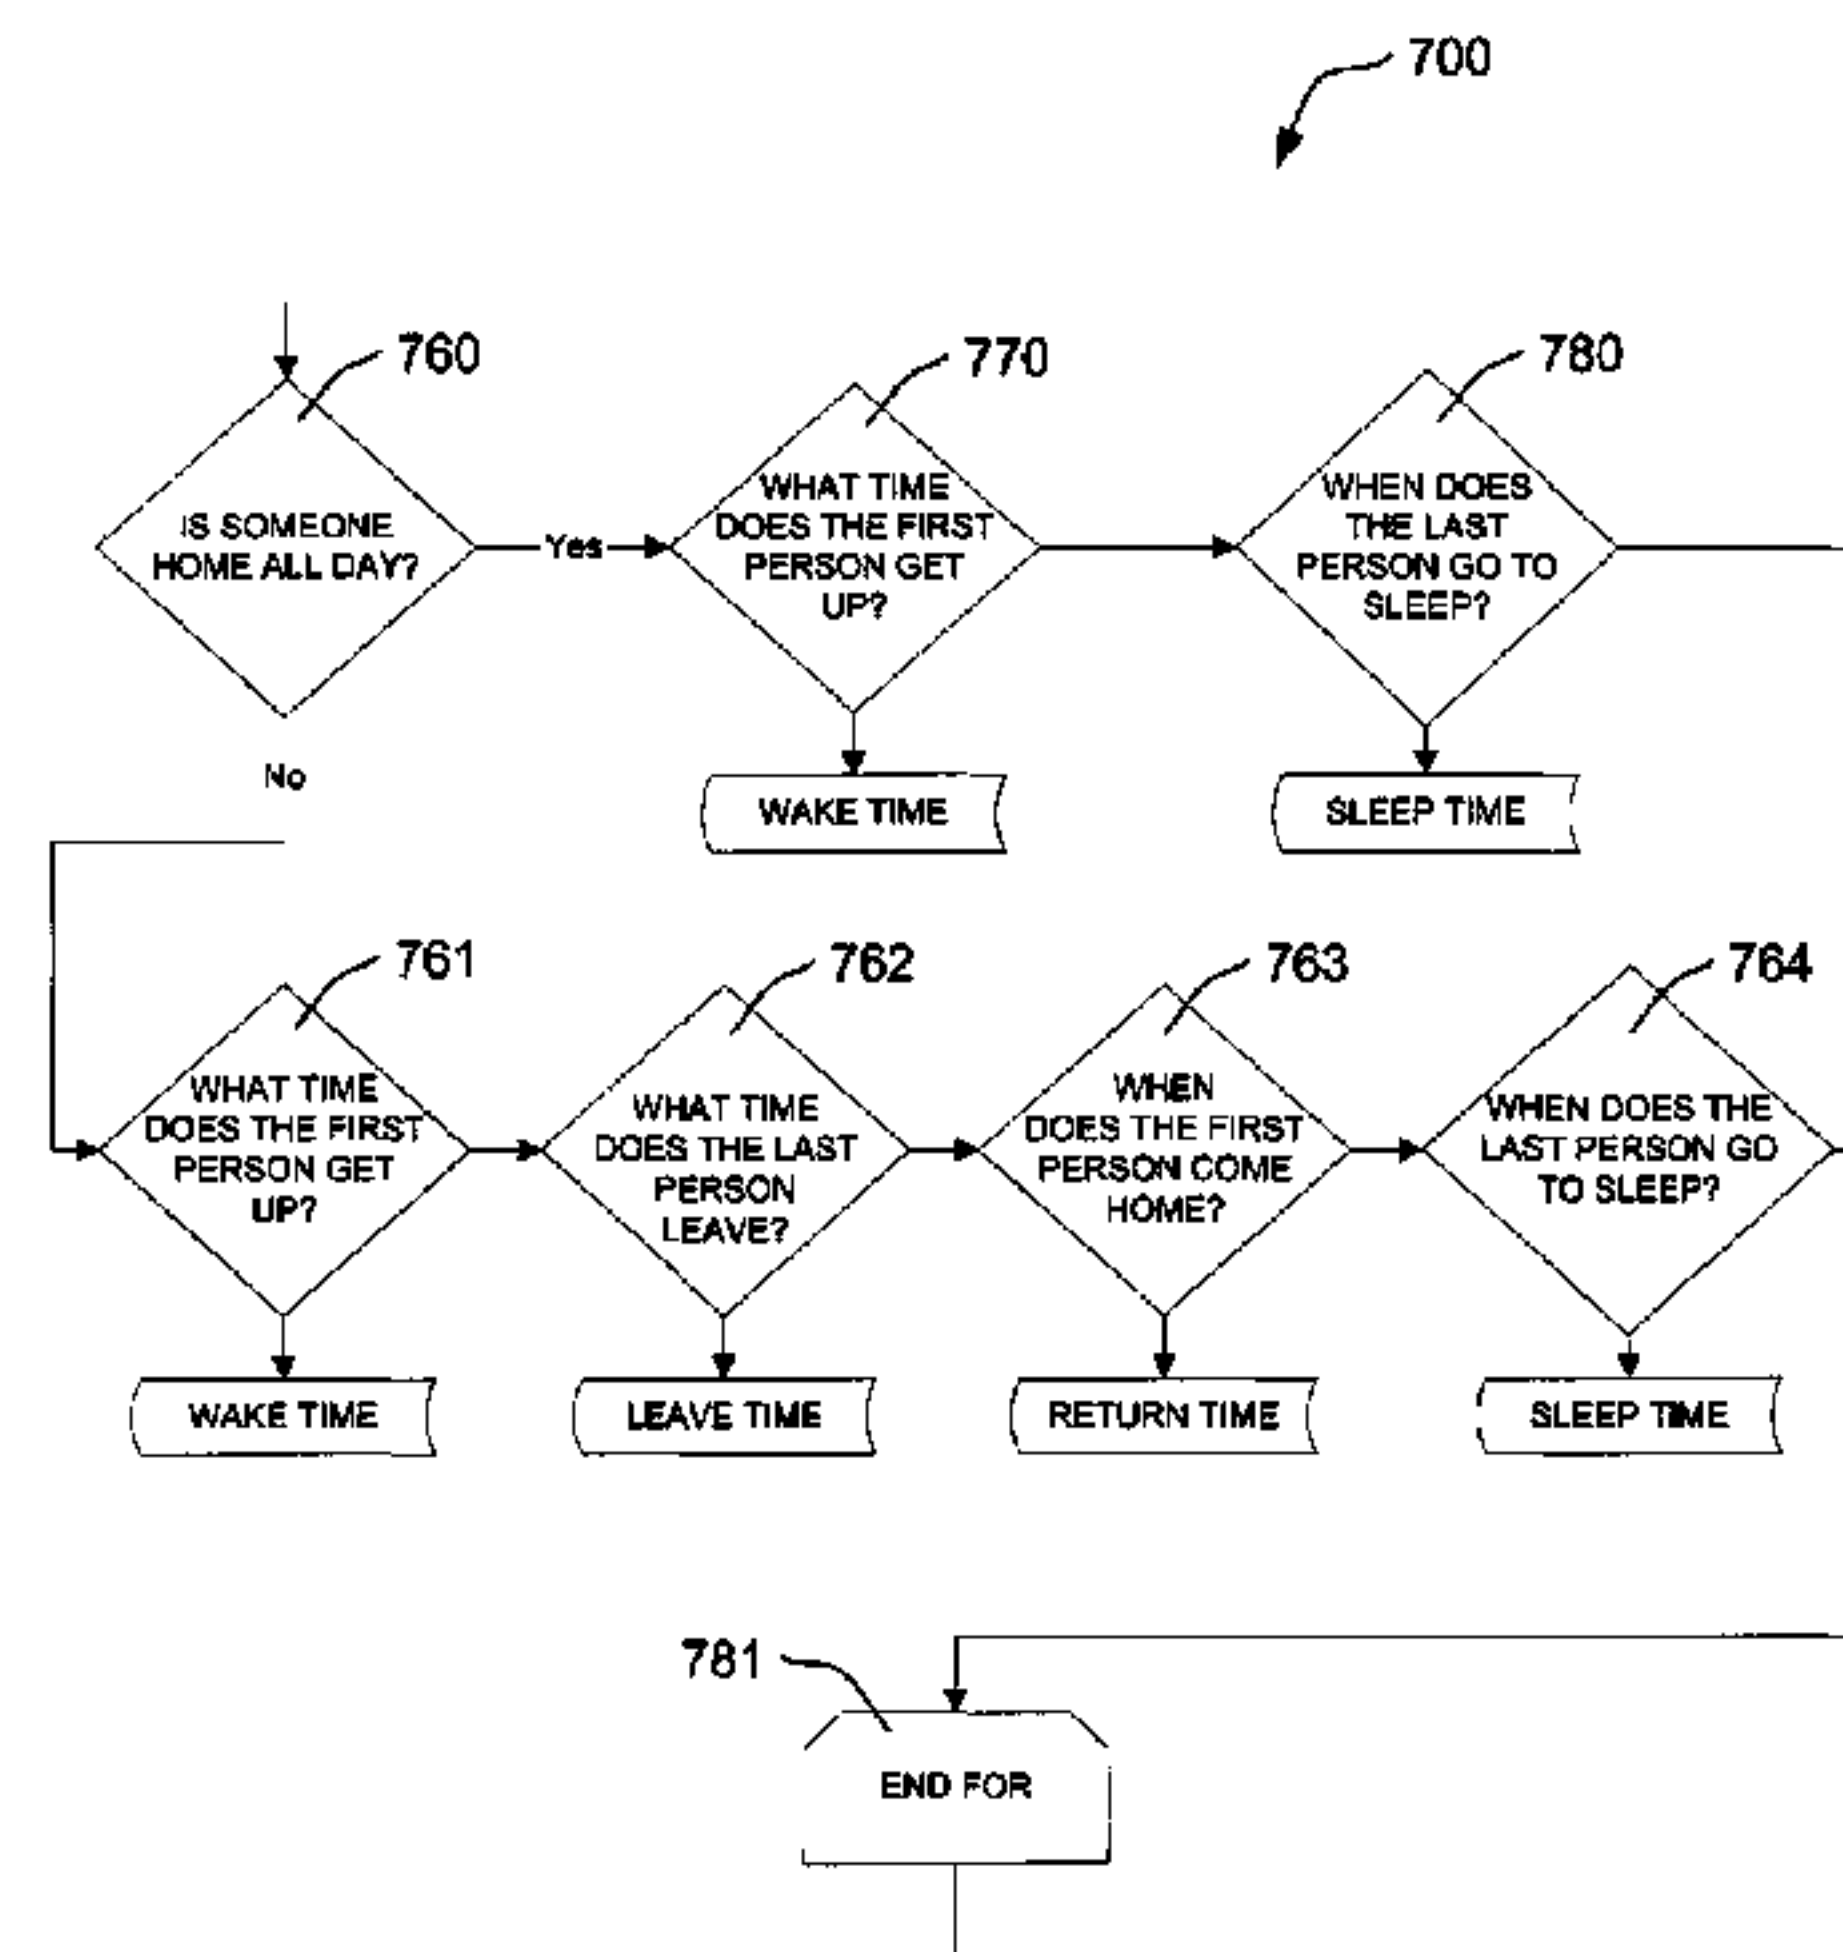 700
760
IS SOMEONE
HOME ALL DAY?
Yes
770
WHAT TIME
DOES THE FIRST
PERSON GET
UP?
780
WHEN DOES
THE LAST
PERSON GO TO
SLEEP?
No
WAKE TIME
SLEEP TIME
761
WHAT TIME
DOES THE FIRST
PERSON GET
UP?
762
WHAT TIME
DOES THE LAST
PERSON
LEAVE?
763
WHEN
DOES THE FIRST
PERSON COME
HOME?
764
WHEN DOES THE
LAST PERSON GO
TO SLEEP?
WAKE TIME
LEAVE TIME
RETURN TIME
SLEEP TIME
781
END FOR